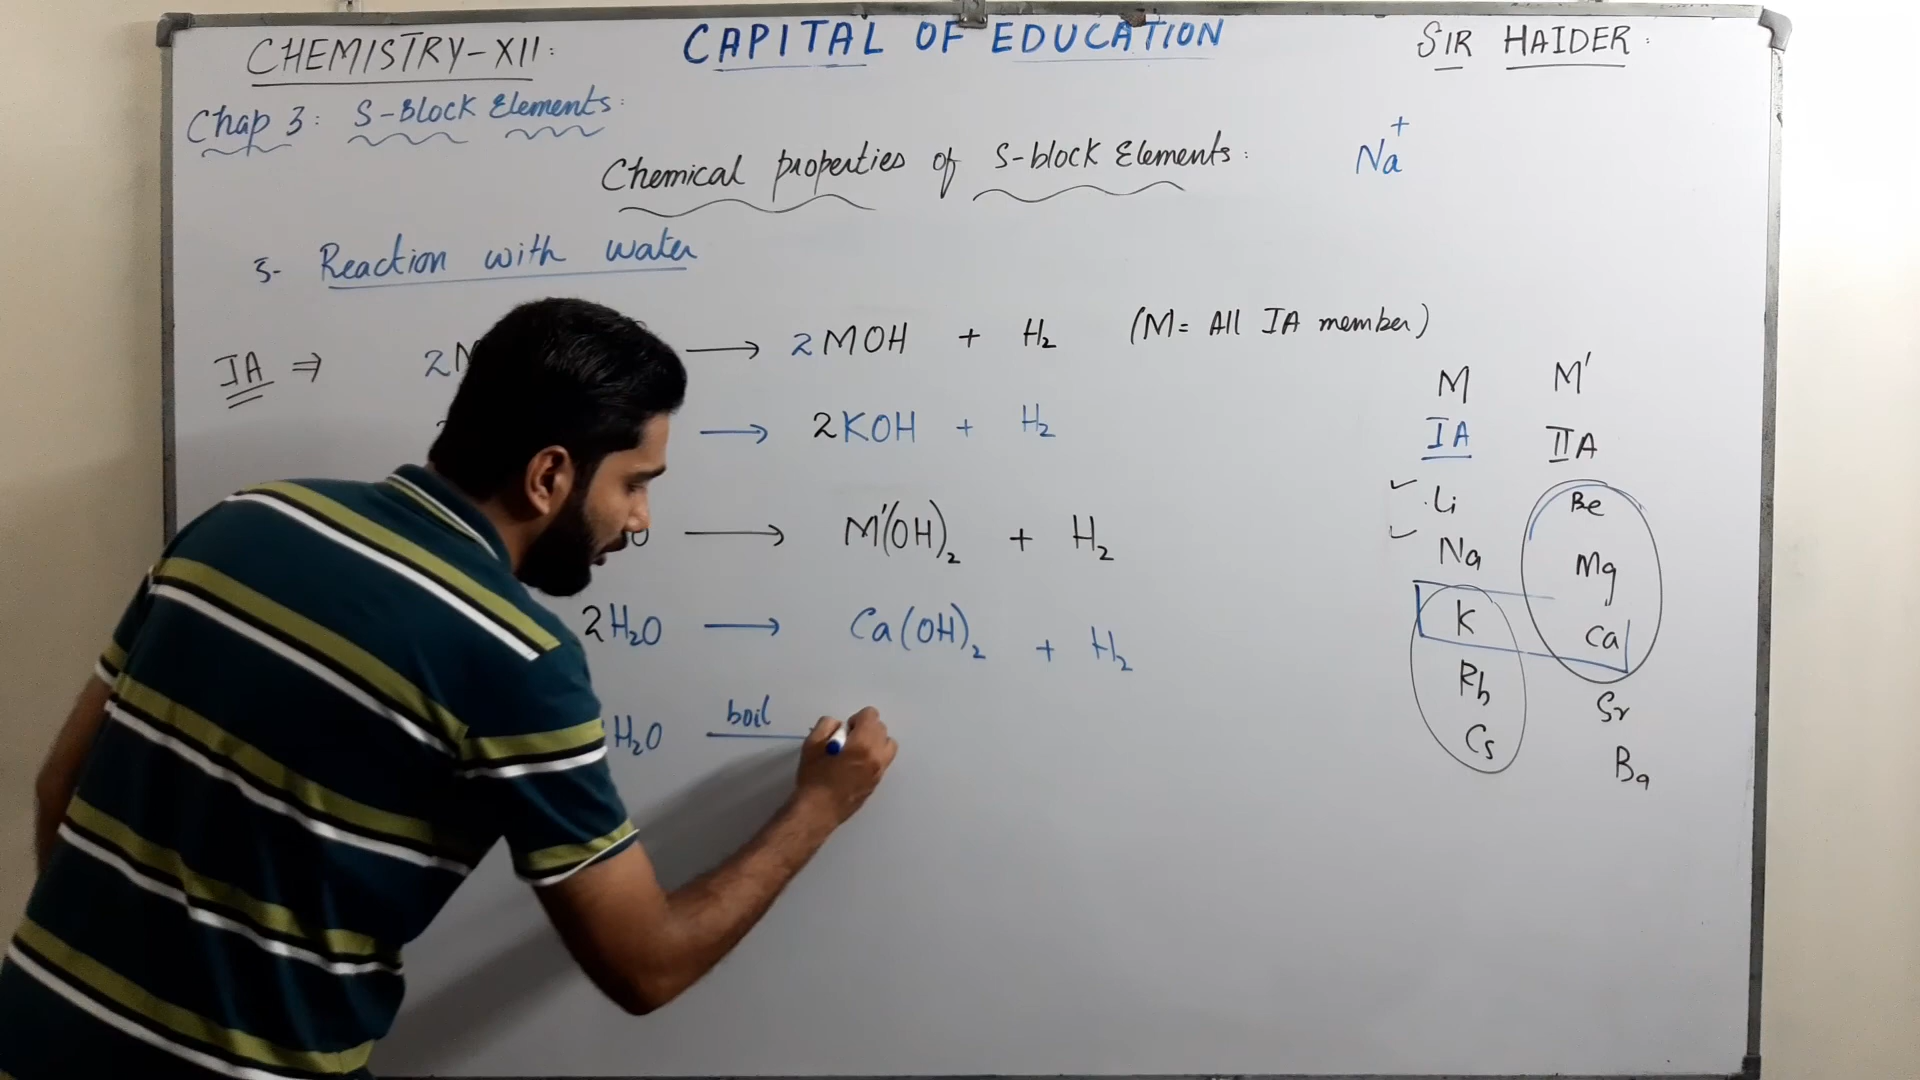 CHEMISTRY-XII:
CAPITAL OF EDUCATION
SIR HAIDER:
Chap 3: S-Block Elements:
Chemical properties of S-block Elements:
Na⁺
5- Reaction with water
IA ⇒ 2 → 2MOH + H₂ (M= All IA member)
→ 2KOH + H₂
→ M'(OH)₂ + H₂
2H₂O → Ca(OH)₂ + H₂
H₂O boil
M M'
IA IIA
✓ Li Be
✓ Na Mg
K Ca
Rb Sr
Cs Ba